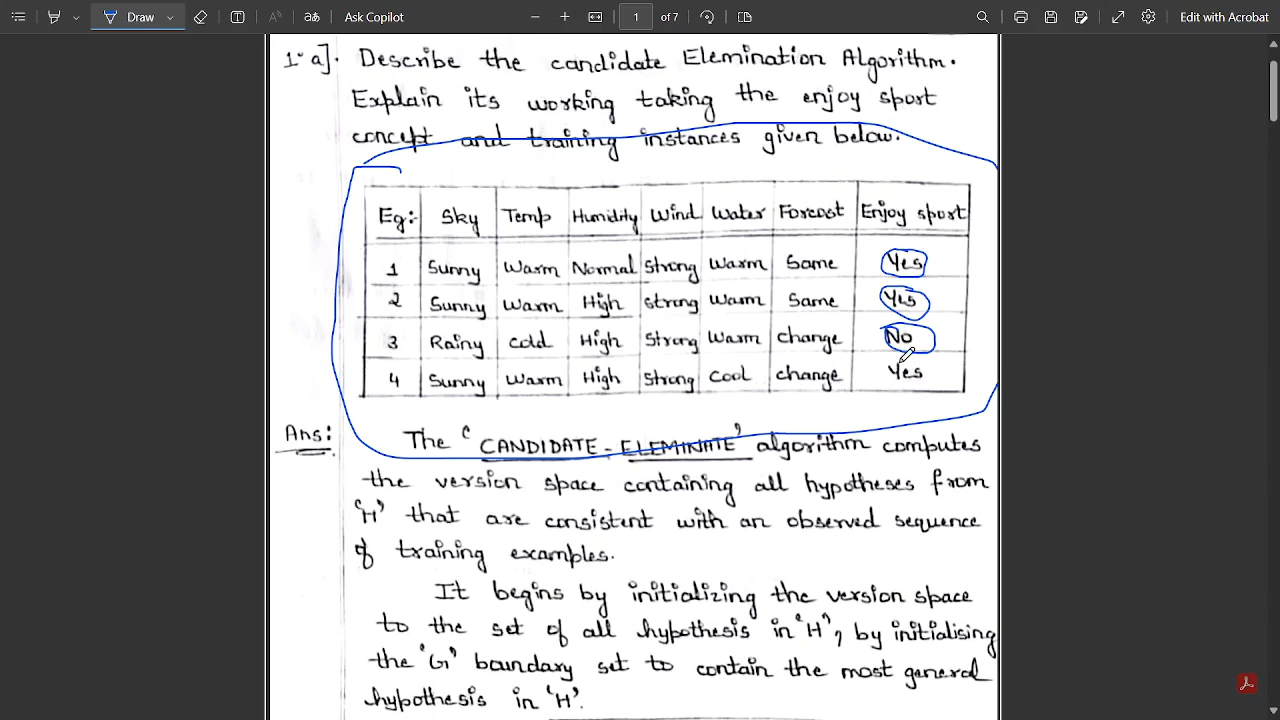 Draw
Ask Copilot
1
of 7
Edit with Acrobat
1. a]. Describe the candidate Elemination Algorithm.
Explain its working taking the enjoy sport
concept and training instances given below.
Eg:- Sky Temp Humidity Wind Water Forcost Enjoy sport
1 Sunny Warm Normal Strong Warm Same Yes
2 Sunny Warm High Strong Warm Same Yes
3 Rainy Cold High Strong Warm change No
4 Sunny Warm High Strong Cool change Yes
Ans: The 'CANDIDATE - ELEMINATE' algorithm computes
the version space containing all hypotheses from
'H' that are consistent with an observed sequence
of training examples.
It begins by initializing the version space
to the set of all hypothesis in 'H', by initialising
the 'G' boundary set to contain the most general
hypothesis in 'H'.